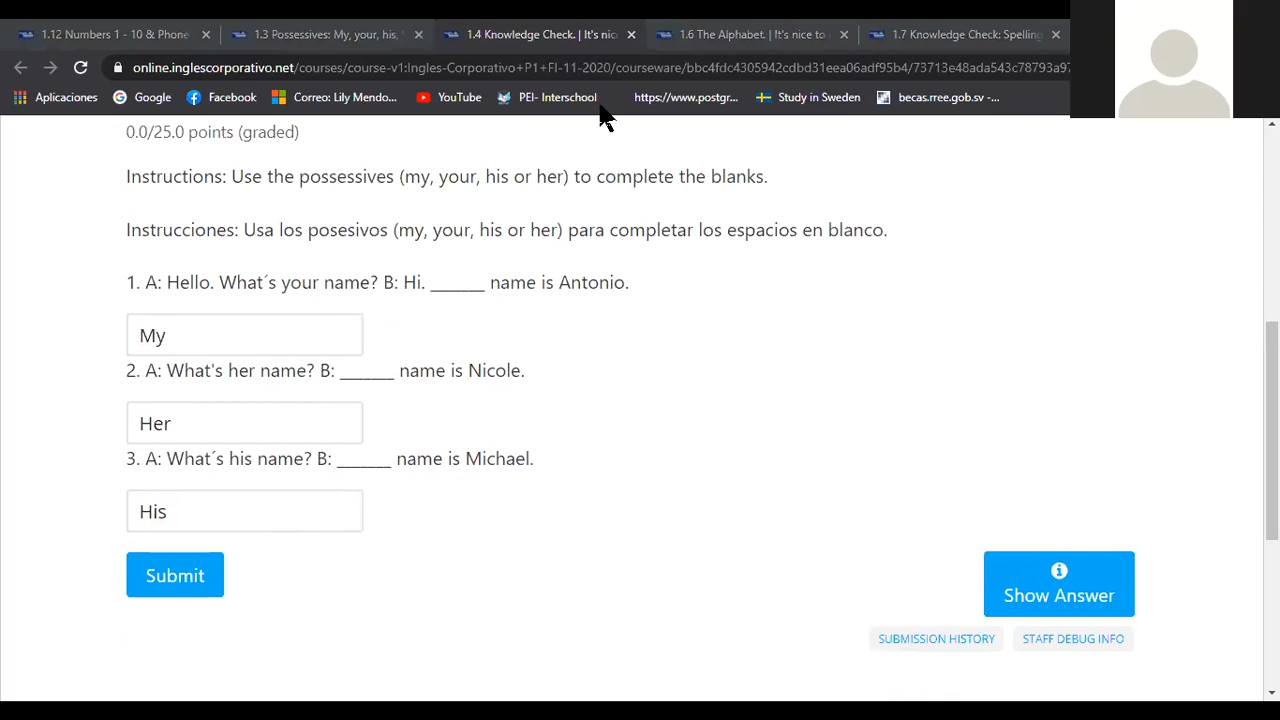 1.12 Numbers 1 - 10 & Phone
1.3 Possessives: My, your, his,
1.4 Knowledge Check. | It's nic
1.6 The Alphabet. | It's nice to
1.7 Knowledge Check: Spelling
online.inglescorporativo.net/courses/course-v1:Ingles-Corporativo+P1+FI-11-2020/courseware/bbc4fdc4305942cdbd31eea06adf95b4/73713e48ada543c78793a97
Aplicaciones
Google
Facebook
Correo: Lily Mendo...
YouTube
PEI- Interschool
https://www.postgr...
Study in Sweden
becas.rree.gob.sv -...
0.0/25.0 points (graded)
Instructions: Use the possessives (my, your, his or her) to complete the blanks.
Instrucciones: Usa los posesivos (my, your, his or her) para completar los espacios en blanco.
1. A: Hello. What´s your name? B: Hi. _______ name is Antonio.
My
2. A: What's her name? B: _______ name is Nicole.
Her
3. A: What´s his name? B: _______ name is Michael.
His
Submit
Show Answer
SUBMISSION HISTORY
STAFF DEBUG INFO